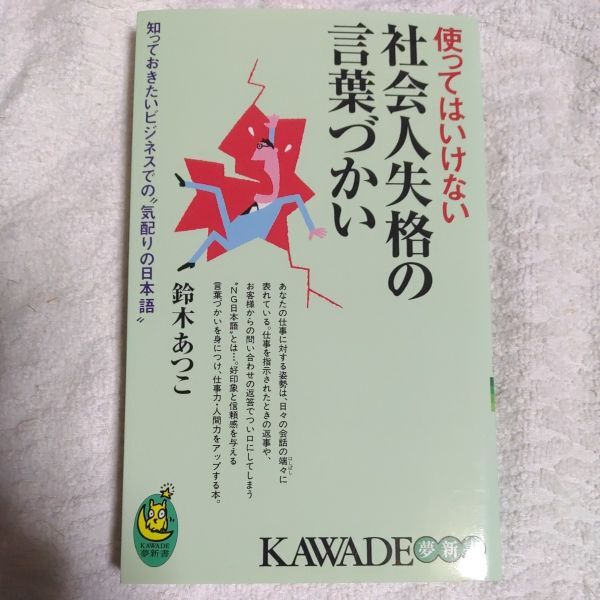 使ってはいけない
社会人失格の
言葉づかい
知っておきたいビジネスでの〝気配りの日本語〟
鈴木あつこ
あなたの仕事に対する姿勢は、日々の会話の端々に
はしばし
表れている。仕事を指示されたときの返事や、
お客様からの問い合わせの返答でつい口にしてしまう
〝NG日本語〟とは…。好印象と信頼感を与える
言葉づかいを身につけ、仕事力・人間力をアップする本。
KAWADE
夢新書
KAWADE夢新書